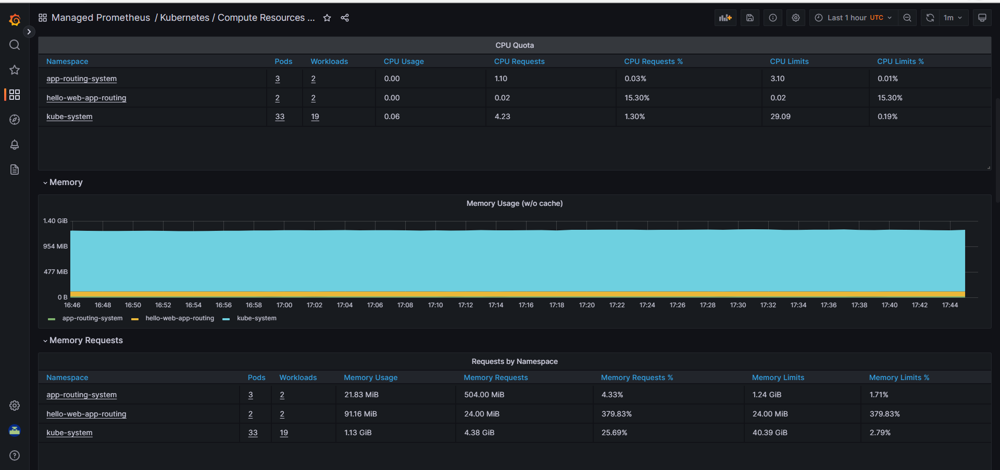 Managed Prometheus / Kubernetes / Compute Resources ... Last 1 hour UTC 1m
CPU Quota
Namespace Pods Workloads CPU Usage CPU Requests CPU Requests % CPU Limits CPU Limits %
app-routing-system 3 2 0.00 1.10 0.03% 3.10 0.01%
hello-web-app-routing 2 2 0.00 0.02 15.30% 0.02 15.30%
kube-system 33 19 0.06 4.23 1.30% 29.09 0.19%
Memory
Memory Usage (w/o cache)
1.40 GiB
954 MiB
477 MiB
0 B
16:46 16:48 16:50 16:52 16:54 16:56 16:58 17:00 17:02 17:04 17:06 17:08 17:10 17:12 17:14 17:16 17:18 17:20 17:22 17:24 17:26 17:28 17:30 17:32 17:34 17:36 17:38 17:40 17:42 17:44
app-routing-system hello-web-app-routing kube-system
Memory Requests
Requests by Namespace
Namespace Pods Workloads Memory Usage Memory Requests Memory Requests % Memory Limits Memory Limits %
app-routing-system 3 2 21.83 MiB 504.00 MiB 4.33% 1.24 GiB 1.71%
hello-web-app-routing 2 2 91.16 MiB 24.00 MiB 379.83% 24.00 MiB 379.83%
kube-system 33 19 1.13 GiB 4.38 GiB 25.69% 40.39 GiB 2.79%